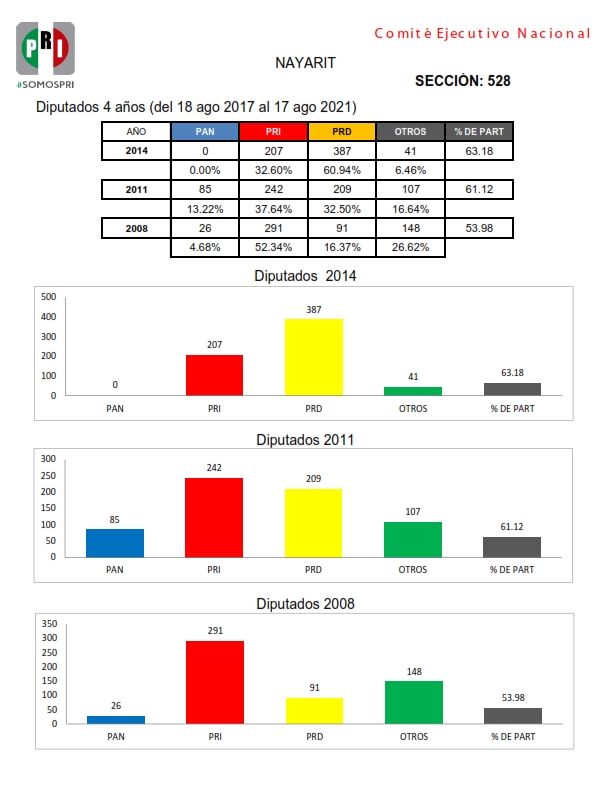 PRI
#SOMOSPRI
Comité Ejecutivo Nacional
NAYARIT
SECCIÓN: 528
Diputados 4 años (del 18 ago 2017 al 17 ago 2021)
AÑO PAN PRI PRD OTROS % DE PART
2014 0 207 387 41 63.18
0.00% 32.60% 60.94% 6.46%
2011 85 242 209 107 61.12
13.22% 37.64% 32.50% 16.64%
2008 26 291 91 148 53.98
4.68% 52.34% 16.37% 26.62%
Diputados 2014
500
400
300
200
100
0
0 207 387 41 63.18
PAN PRI PRD OTROS % DE PART
Diputados 2011
300
250
200
150
100
50
0
85 242 209 107 61.12
PAN PRI PRD OTROS % DE PART
Diputados 2008
350
300
250
200
150
100
50
0
26 291 91 148 53.98
PAN PRI PRD OTROS % DE PART